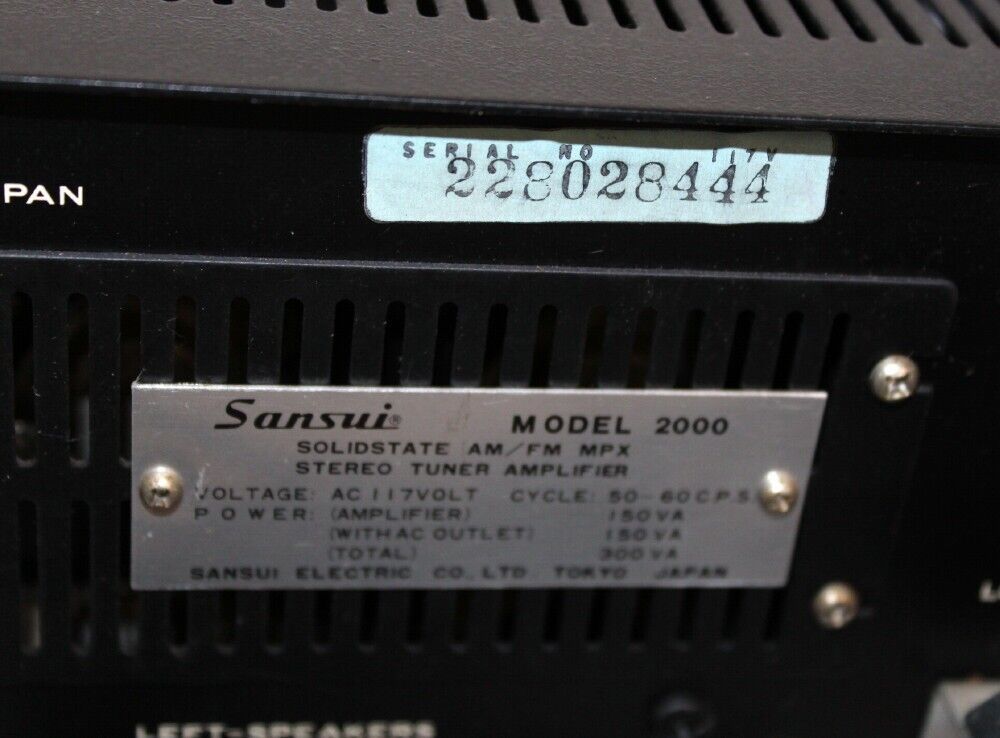 SERIAL NO 117V
228028444
PAN
Sansui® MODEL 2000
SOLIDSTATE AM/FM MPX
STEREO TUNER AMPLIFIER
VOLTAGE: AC 117VOLT CYCLE: 50-60C.P.S
POWER: (AMPLIFIER) 150VA
(WITH AC OUTLET) 150VA
(TOTAL) 300VA
SANSUI ELECTRIC CO., LTD TOKYO JAPAN
LEFT-SPEAKERS